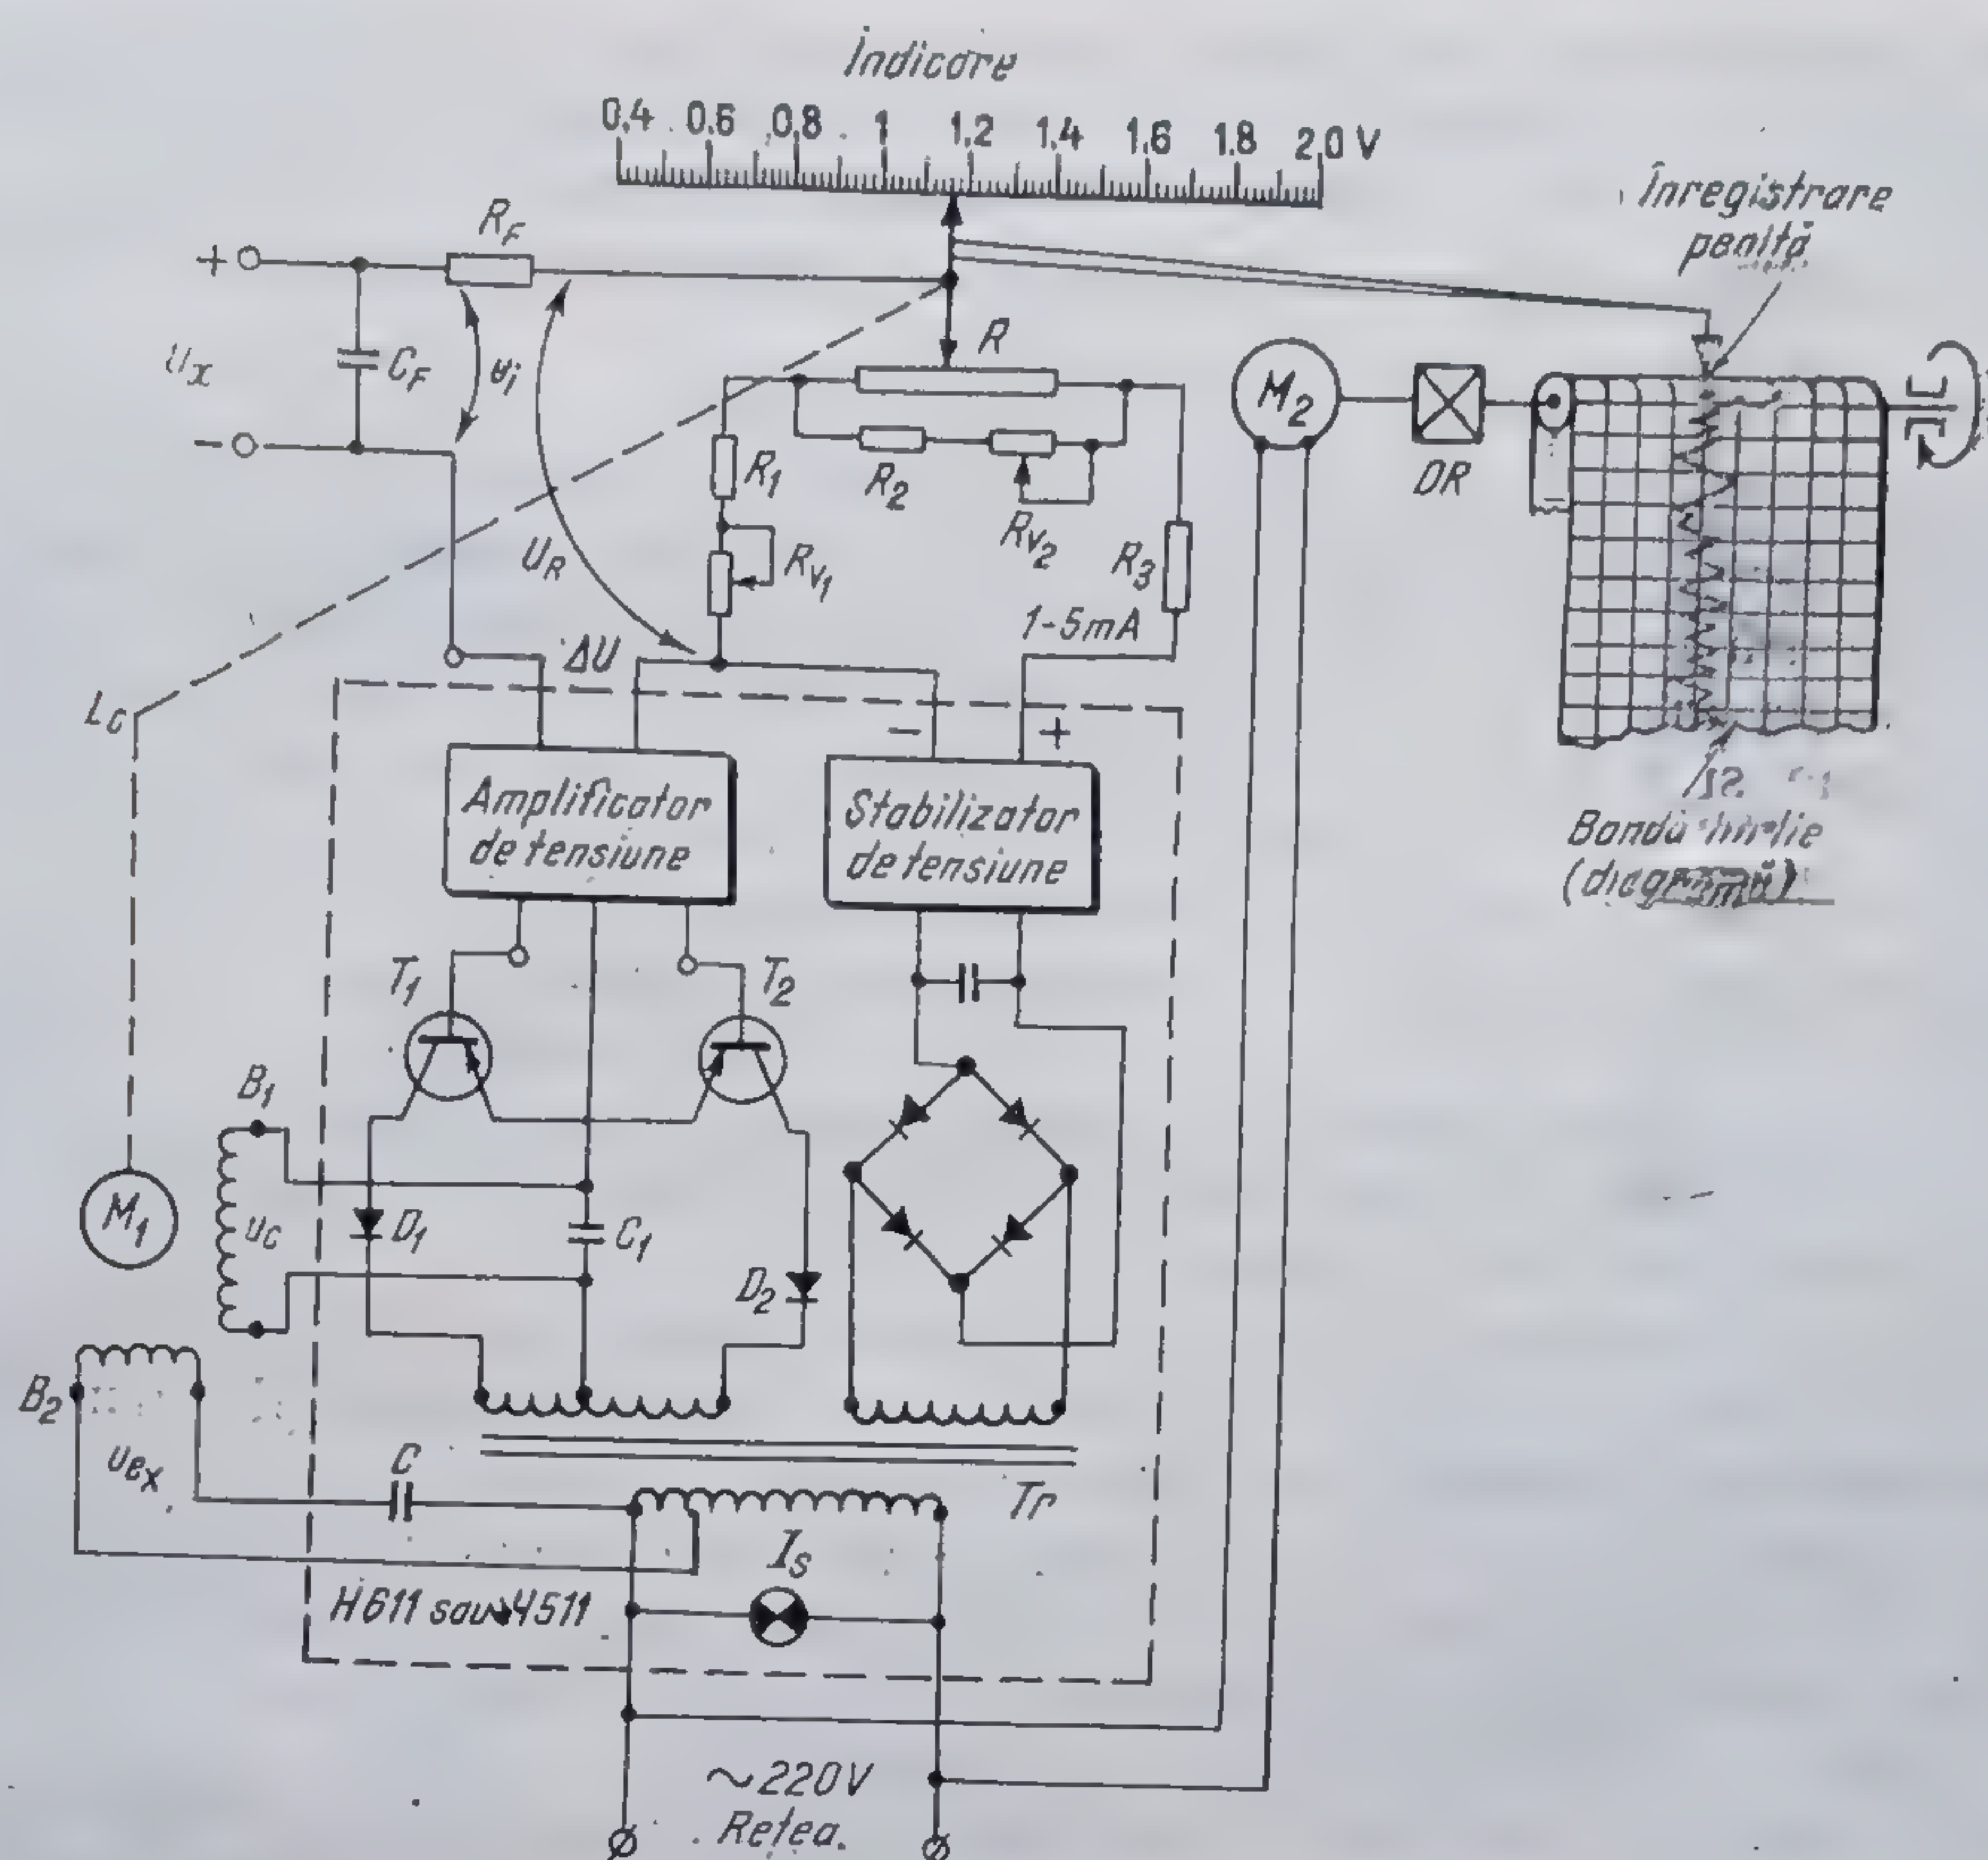 Indicare
0,4 0.6 0,8 1 1.2 1.4 1.6 1.8 2.0 V
Înregistrare
peniță
+
R_F
U_x
C_F
u_i
−
R
M_2
DR
R_1
R_2
R_V2
U_R
R_V1
R_3
1-5mA
ΔU
L_C
−
+
Amplificator
de tensiune
Stabilizator
de tensiune
Bandă
(diagramă)
T_1
T_2
B_1
M_1
u_C
D_1
C_1
D_2
B_2
u_ex
C
Tr
I_S
H611 sau 4511
~220V
Rețea.